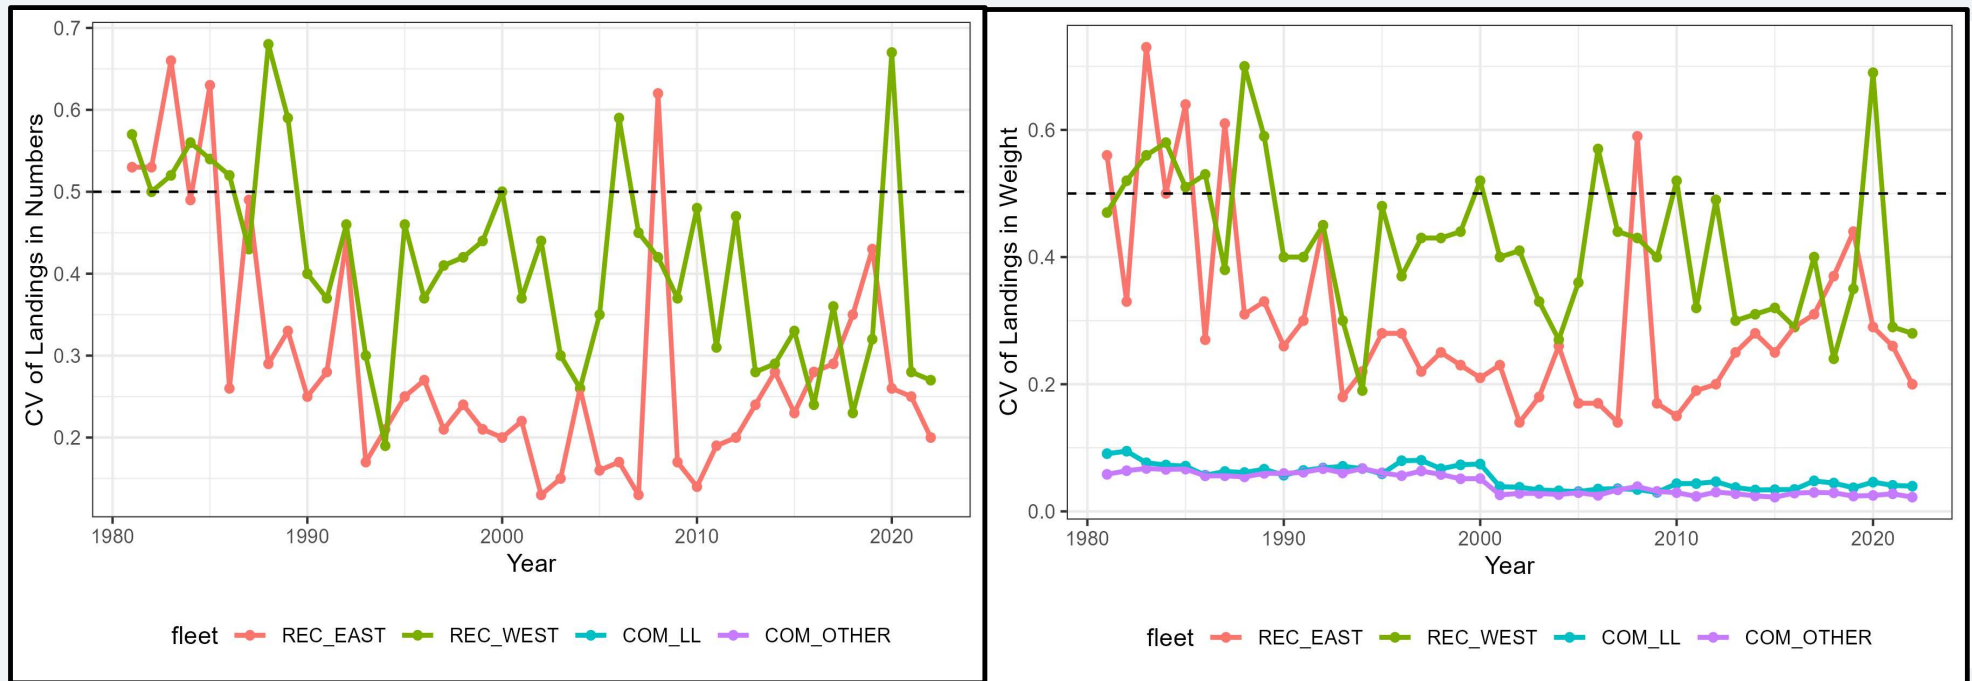 CV of Landings in Numbers
0.7
0.6
0.5
0.4
0.3
0.2
1980 1990 2000 2010 2020
Year
fleet REC_EAST REC_WEST COM_LL COM_OTHER
CV of Landings in Weight
0.6
0.4
0.2
0.0
1980 1990 2000 2010 2020
Year
fleet REC_EAST REC_WEST COM_LL COM_OTHER